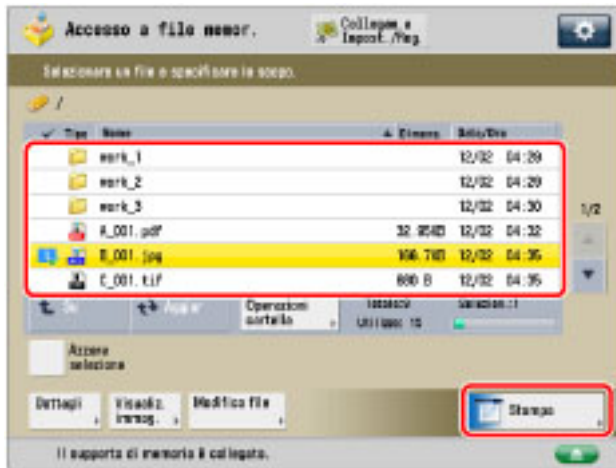 Accesso a file memor.
Collegam. e
Impost./Reg.
Selezionare un file o specificare lo scopo.
/
Tipo Nome Dimens. Data/Ora
work_1 12/02 04:29
work_2 12/02 04:29
work_3 12/02 04:30
A_001.pdf 12/02 04:32
1/2
B_001.jpg 12/02 04:35
1
C_001.tif 12/02 04:35
Su
Operazioni
cartella
Azzera
selezione
Dettagli
Visualiz.
immag.
Modifica file
Stampa
Il supporto di memoria è collegato.